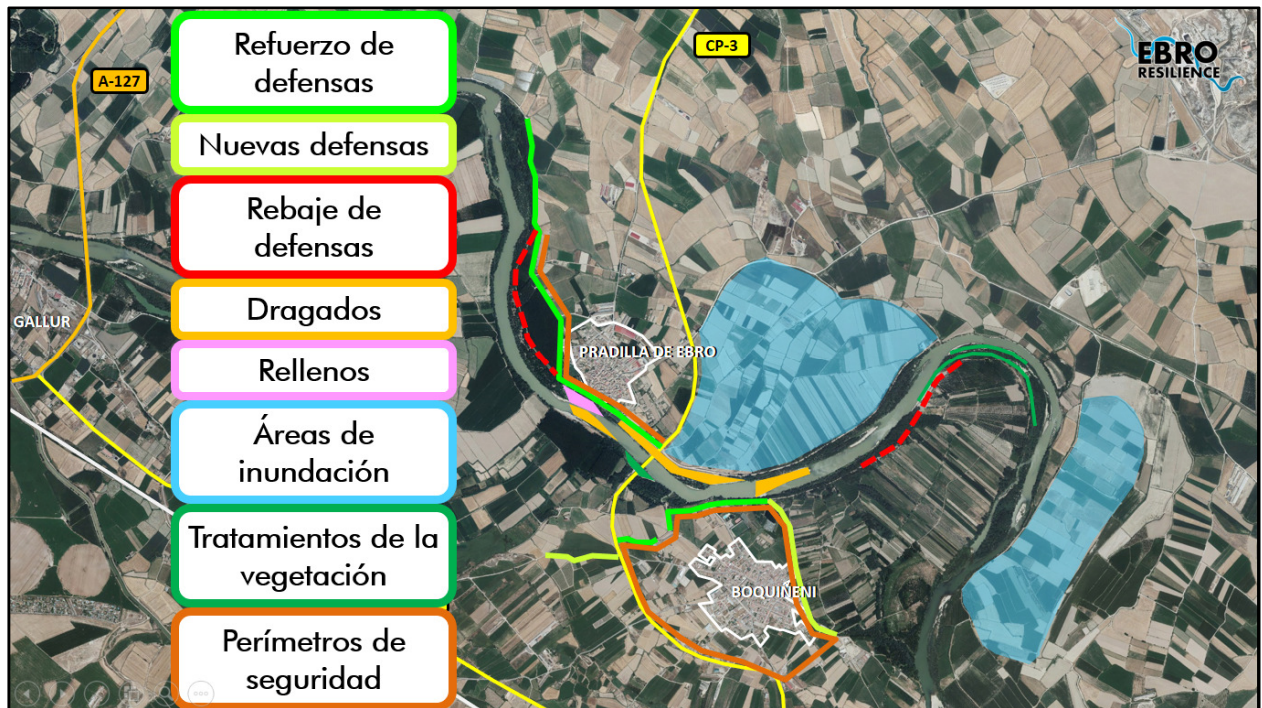 Refuerzo de
defensas
Nuevas defensas
Rebaje de
defensas
Dragados
Rellenos
Áreas de
inundación
Tratamientos de la
vegetación
Perímetros de
seguridad
A-127
CP-3
EBRO
RESILIENCE
GALLUR
PRADILLA DE EBRO
BOQUIÑENI